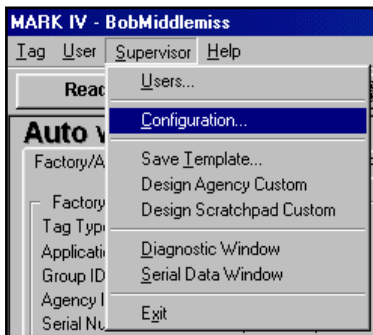 MARK IV - BobMiddlemiss
Tag User Supervisor Help
Users...
Configuration...
Save Template...
Design Agency Custom
Design Scratchpad Custom
Diagnostic Window
Serial Data Window
Exit
Auto
Factory/A
Factory
Tag Typ
Applicati
Group ID
Agency I
Serial Nu